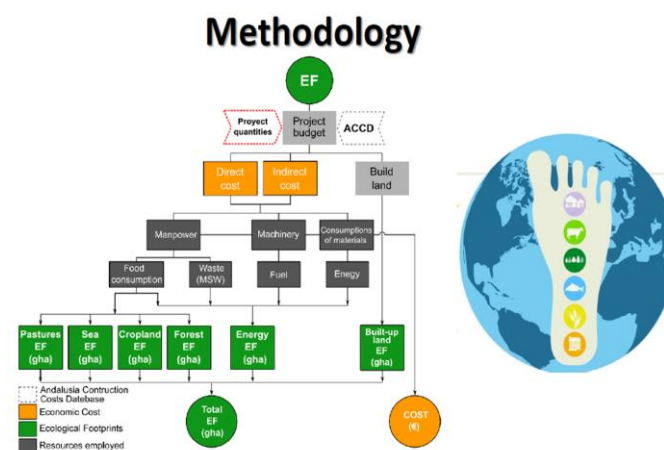 Methodology
EF
Proyect
quantities
Project
budget
ACCD
Direct
cost
Indirect
cost
Build
land
Manpower
Machinery
Consumptions
of materials
Food
consumption
Waste
(MSW)
Fuel
Enegy
Pastures
EF
(gha)
Sea
EF
(gha)
Cropland
EF
(gha)
Forest
EF
(gha)
Energy
EF
(gha)
Built-up
land
EF
(gha)
Andalusia Contruction
Costs Database
Economic Cost
Ecological Footprints
Resources employed
Total
EF
(gha)
COST
(€)